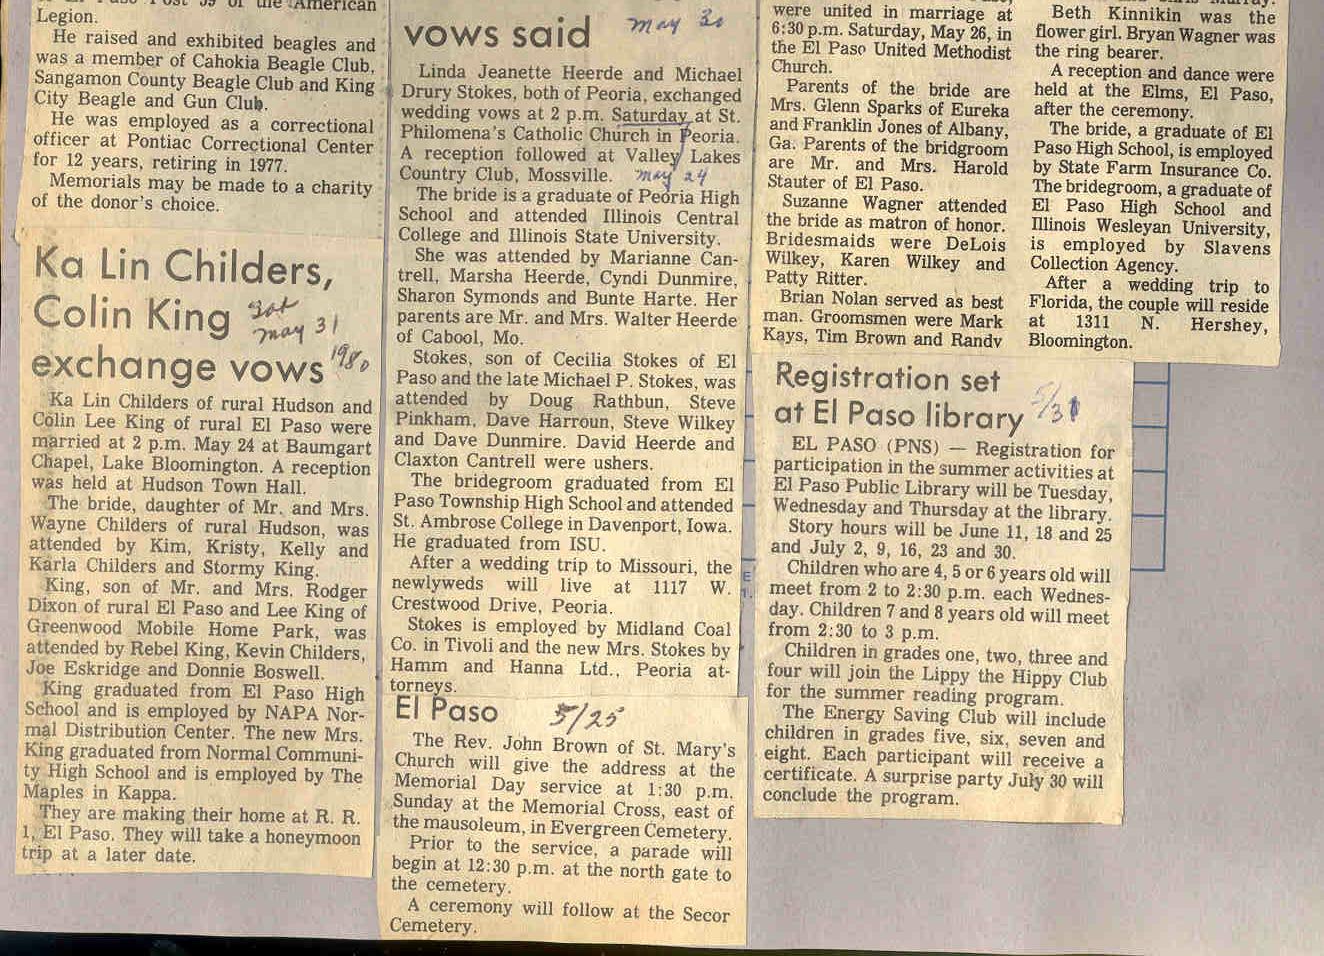 Legion.
He raised and exhibited beagles and
was a member of Cahokia Beagle Club,
Sangamon County Beagle Club and King
City Beagle and Gun Club.
He was employed as a correctional
officer at Pontiac Correctional Center
for 12 years, retiring in 1977.
Memorials may be made to a charity
of the donor's choice.
Ka Lin Childers,
Colin King
Sat
May 31
1980
exchange vows
Ka Lin Childers of rural Hudson and
Colin Lee King of rural El Paso were
married at 2 p.m. May 24 at Baumgart
Chapel, Lake Bloomington. A reception
was held at Hudson Town Hall.
The bride, daughter of Mr. and Mrs.
Wayne Childers of rural Hudson, was
attended by Kim, Kristy, Kelly and
Karla Childers and Stormy King.
King, son of Mr. and Mrs. Rodger
Dixon of rural El Paso and Lee King of
Greenwood Mobile Home Park, was
attended by Rebel King, Kevin Childers,
Joe Eskridge and Donnie Boswell.
King graduated from El Paso High
School and is employed by NAPA Nor-
mal Distribution Center. The new Mrs.
King graduated from Normal Communi-
ty High School and is employed by The
Maples in Kappa.
They are making their home at R. R.
1, El Paso. They will take a honeymoon
trip at a later date.
vows said
May 30
Linda Jeanette Heerde and Michael
Drury Stokes, both of Peoria, exchanged
wedding vows at 2 p.m. Saturday at St.
Philomena's Catholic Church in Peoria.
A reception followed at Valley Lakes
Country Club, Mossville. May 24
The bride is a graduate of Peoria High
School and attended Illinois Central
College and Illinois State University.
She was attended by Marianne Can-
trell, Marsha Heerde, Cyndi Dunmire,
Sharon Symonds and Bunte Harte. Her
parents are Mr. and Mrs. Walter Heerde
of Cabool, Mo.
Stokes, son of Cecilia Stokes of El
Paso and the late Michael P. Stokes, was
attended by Doug Rathbun, Steve
Pinkham, Dave Harroun, Steve Wilkey
and Dave Dunmire. David Heerde and
Claxton Cantrell were ushers.
The bridegroom graduated from El
Paso Township High School and attended
St. Ambrose College in Davenport, Iowa.
He graduated from ISU.
After a wedding trip to Missouri, the
newlyweds will live at 1117 W.
Crestwood Drive, Peoria.
Stokes is employed by Midland Coal
Co. in Tivoli and the new Mrs. Stokes by
Hamm and Hanna Ltd., Peoria at-
torneys.
El Paso 5/25
The Rev. John Brown of St. Mary's
Church will give the address at the
Memorial Day service at 1:30 p.m.
Sunday at the Memorial Cross, east of
the mausoleum, in Evergreen Cemetery.
Prior to the service, a parade will
begin at 12:30 p.m. at the north gate to
the cemetery.
A ceremony will follow at the Secor
Cemetery.
were united in marriage at
6:30 p.m. Saturday, May 26, in
the El Paso United Methodist
Church.
Parents of the bride are
Mrs. Glenn Sparks of Eureka
and Franklin Jones of Albany,
Ga. Parents of the bridgroom
are Mr. and Mrs. Harold
Stauter of El Paso.
Suzanne Wagner attended
the bride as matron of honor.
Bridesmaids were DeLois
Wilkey, Karen Wilkey and
Patty Ritter.
Brian Nolan served as best
man. Groomsmen were Mark
Kays, Tim Brown and Randy
Beth Kinnikin was the
flower girl. Bryan Wagner was
the ring bearer.
A reception and dance were
held at the Elms, El Paso,
after the ceremony.
The bride, a graduate of El
Paso High School, is employed
by State Farm Insurance Co.
The bridegroom, a graduate of
El Paso High School and
Illinois Wesleyan University,
is employed by Slavens
Collection Agency.
After a wedding trip to
Florida, the couple will reside
at 1311 N. Hershey,
Bloomington.
Registration set
at El Paso library 5/31
EL PASO (PNS) — Registration for
participation in the summer activities at
El Paso Public Library will be Tuesday,
Wednesday and Thursday at the library.
Story hours will be June 11, 18 and 25
and July 2, 9, 16, 23 and 30.
Children who are 4, 5 or 6 years old will
meet from 2 to 2:30 p.m. each Wednes-
day. Children 7 and 8 years old will meet
from 2:30 to 3 p.m.
Children in grades one, two, three and
four will join the Lippy the Hippy Club
for the summer reading program.
The Energy Saving Club will include
children in grades five, six, seven and
eight. Each participant will receive a
certificate. A surprise party July 30 will
conclude the program.